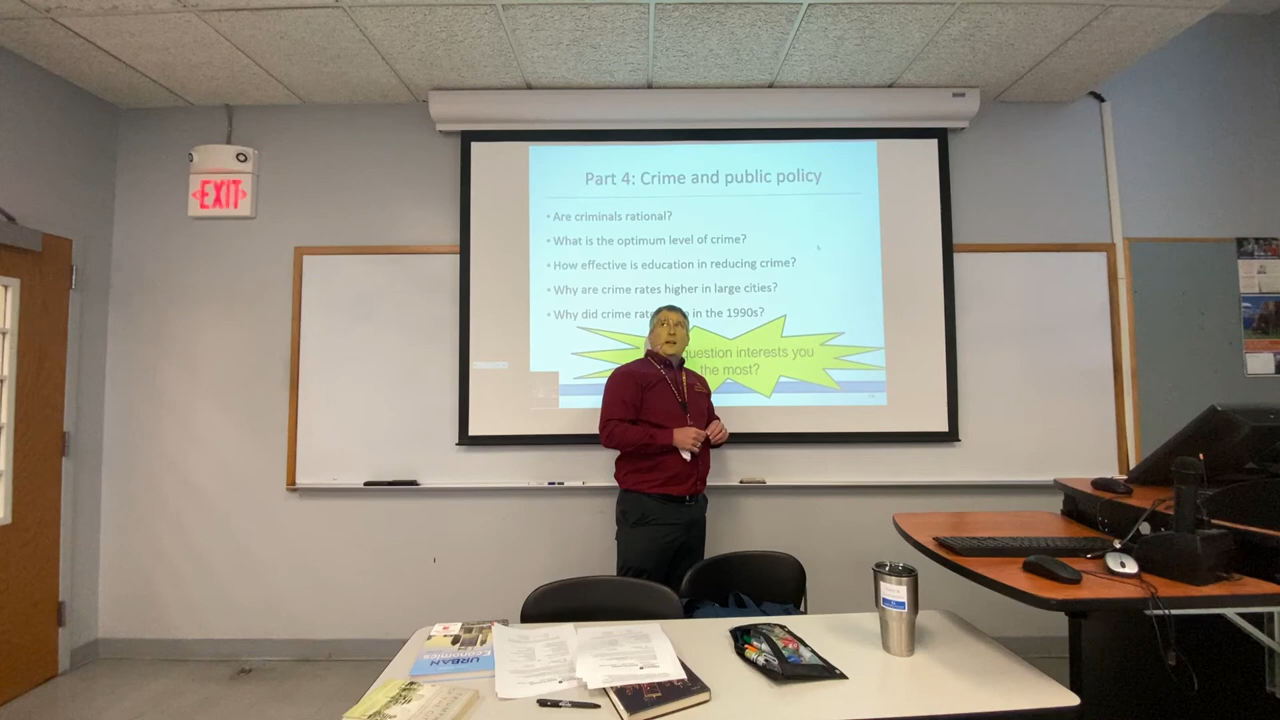 EXIT
Part 4: Crime and public policy
• Are criminals rational?
• What is the optimum level of crime?
• How effective is education in reducing crime?
• Why are crime rates higher in large cities?
• Why did crime in the 1990s?
question interests you
the most?
URBAN
Economics